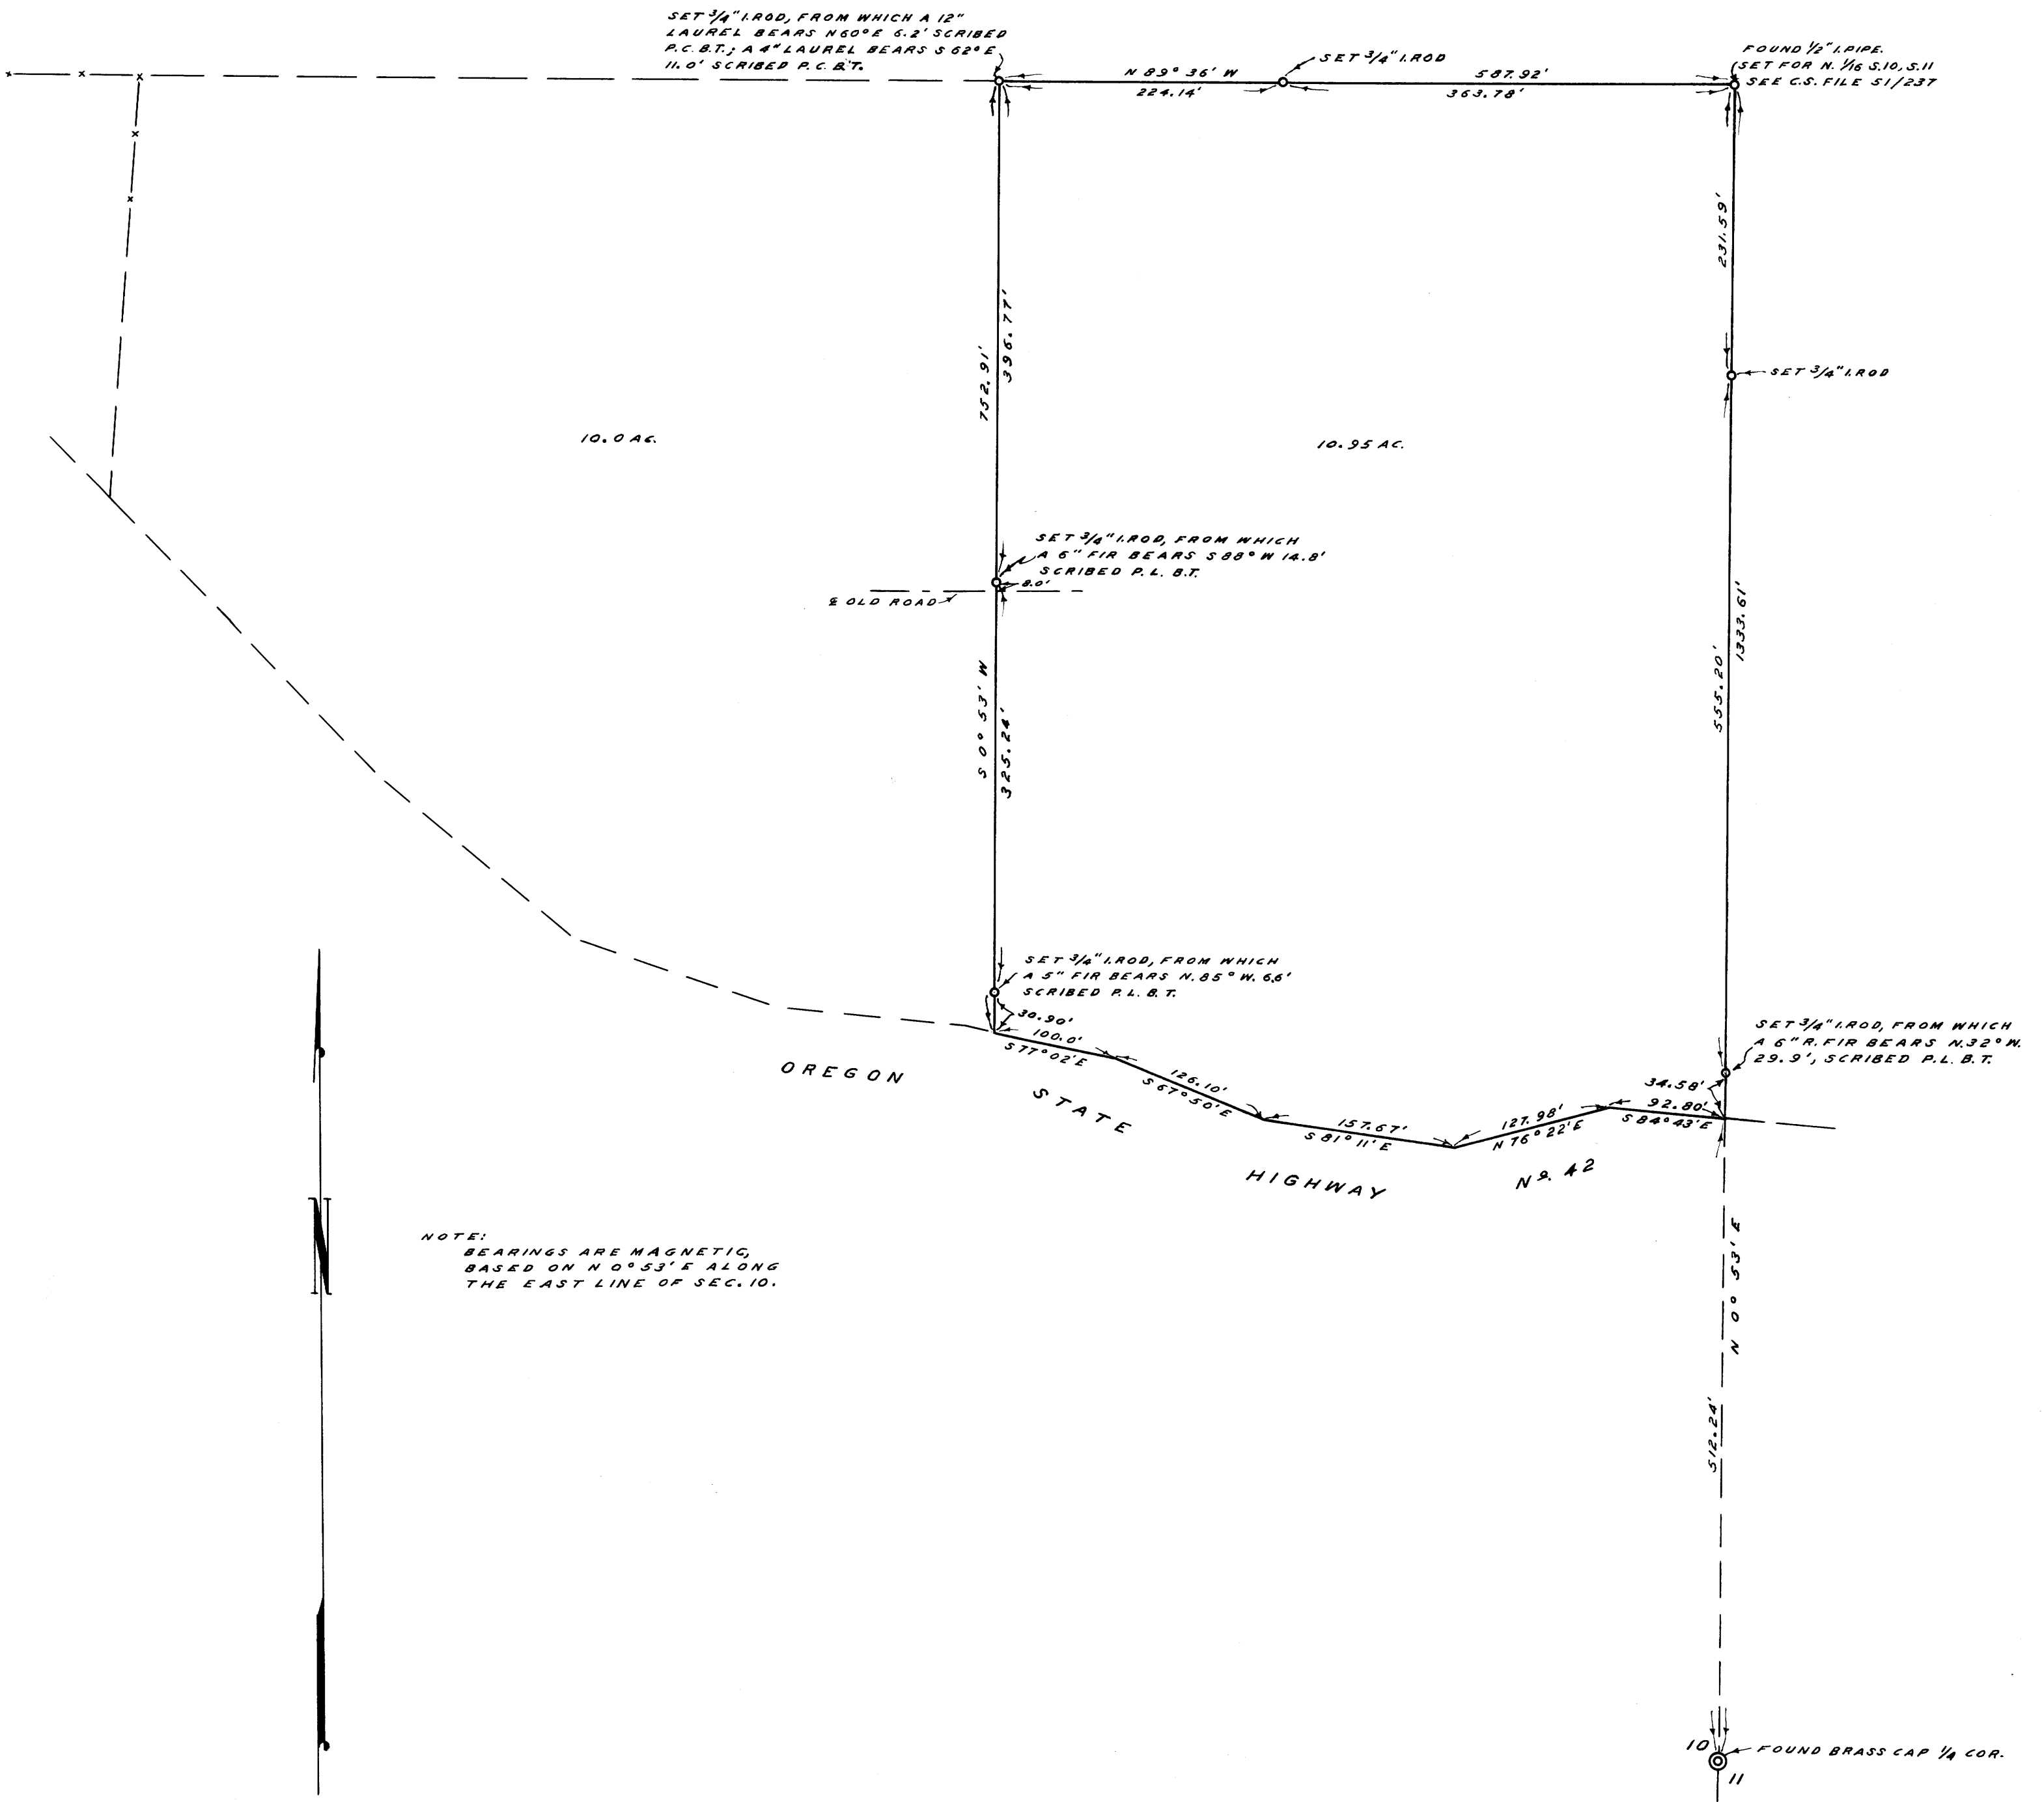 SET 3/4" I.ROD, FROM WHICH A 12"
LAUREL BEARS N60°E 6.2' SCRIBED
P.C.B.T.; A 4" LAUREL BEARS S 62° E
11.0' SCRIBED P.C.B.T.
SET 3/4" I.ROD
FOUND 1/2" I.PIPE.
(SET FOR N. 1/16 S.10, S.11
SEE C.S. FILE 51/237
N 89° 36' W
587.92'
224.14'
363.78'
231.59'
752.91'
396.77'
SET 3/4" I.ROD
10.0 AC.
10.95 AC.
SET 3/4" I.ROD, FROM WHICH
A 6" FIR BEARS S88° W 14.8'
SCRIBED P.L. B.T.
8.0'
℄ OLD ROAD
1333.61'
555.20'
S 0° 53' W
325.24'
SET 3/4" I.ROD, FROM WHICH
A 5" FIR BEARS N.85° W. 6.6'
SCRIBED P.L. B.T.
30.90'
100.0'
S77°02'E
126.10'
S67°50'E
157.67'
S 81° 11' E
127.98'
N 76° 22' E
34.58'
92.80'
S 84° 43' E
SET 3/4" I.ROD, FROM WHICH
A 6" R. FIR BEARS N.32° W.
29.9', SCRIBED P.L. B.T.
OREGON
STATE
HIGHWAY
No. 42
N
NOTE:
BEARINGS ARE MAGNETIC,
BASED ON N 0° 53' E ALONG
THE EAST LINE OF SEC. 10.
N 0° 53' E
512.24'
10
FOUND BRASS CAP 1/4 COR.
11